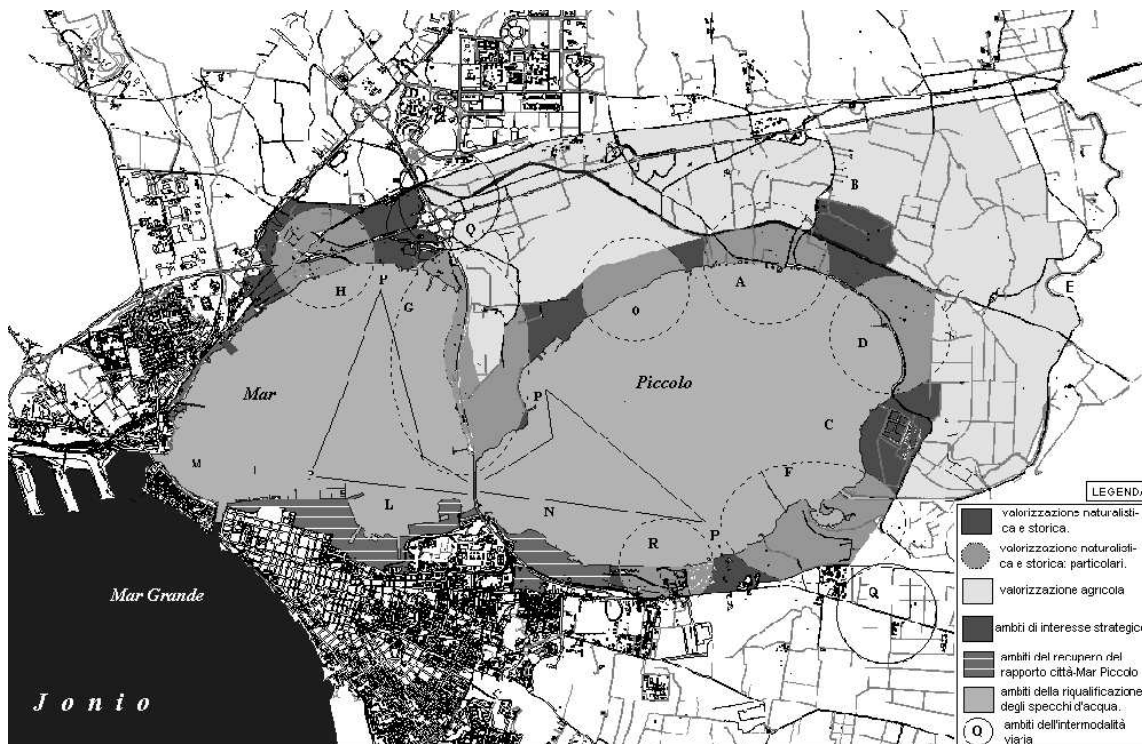 B
Q
E
H
P
G
A
O
D
Mar
Piccolo
P
C
M
I
F
L
N
R
P
Q
S
Mar Grande
Jonio
LEGENDA
valorizzazione naturalisti-
ca e storica.
valorizzazione naturalisti-
ca e storica: particolari.
valorizzazione agricola
ambiti di interesse strategico
ambiti del recupero del
rapporto città-Mar Piccolo
ambiti della riqualificazione
degli specchi d'acqua.
Q
ambiti dell'intermodalità
viaria